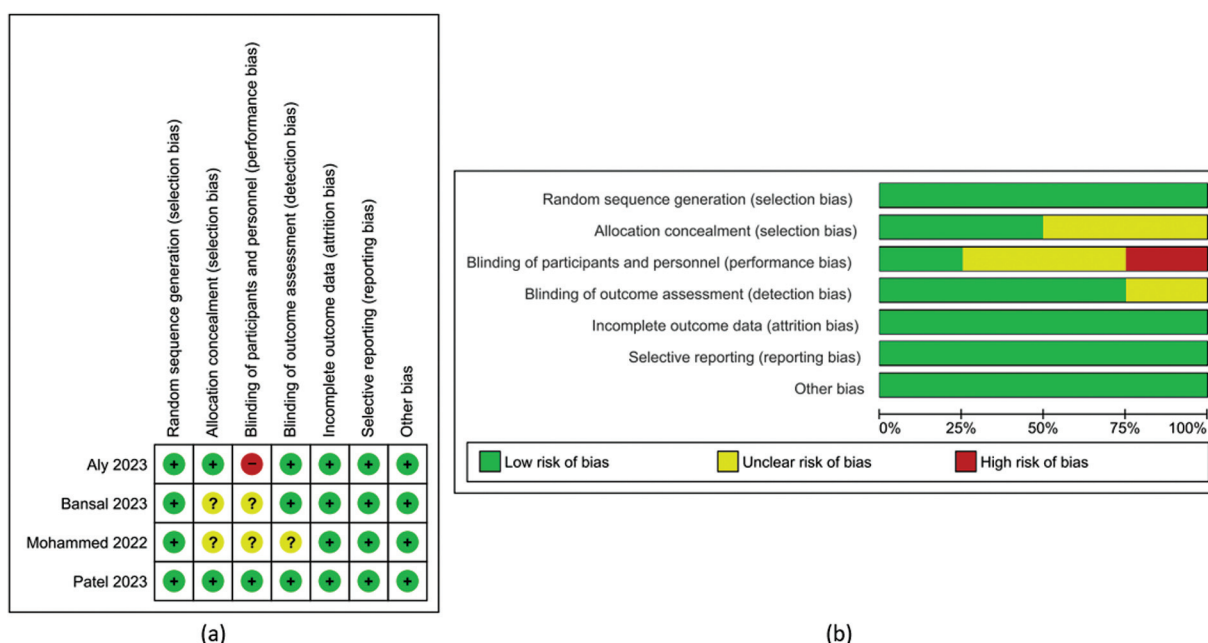 Random sequence generation (selection bias)
Allocation concealment (selection bias)
Blinding of participants and personnel (performance bias)
Blinding of outcome assessment (detection bias)
Incomplete outcome data (attrition bias)
Selective reporting (reporting bias)
Other bias
Aly 2023 + + − + + + +
Bansal 2023 + ? ? + + + +
Mohammed 2022 + ? ? ? + + +
Patel 2023 + + + + + + +
(a)
Random sequence generation (selection bias)
Allocation concealment (selection bias)
Blinding of participants and personnel (performance bias)
Blinding of outcome assessment (detection bias)
Incomplete outcome data (attrition bias)
Selective reporting (reporting bias)
Other bias
0% 25% 50% 75% 100%
Low risk of bias Unclear risk of bias High risk of bias
(b)